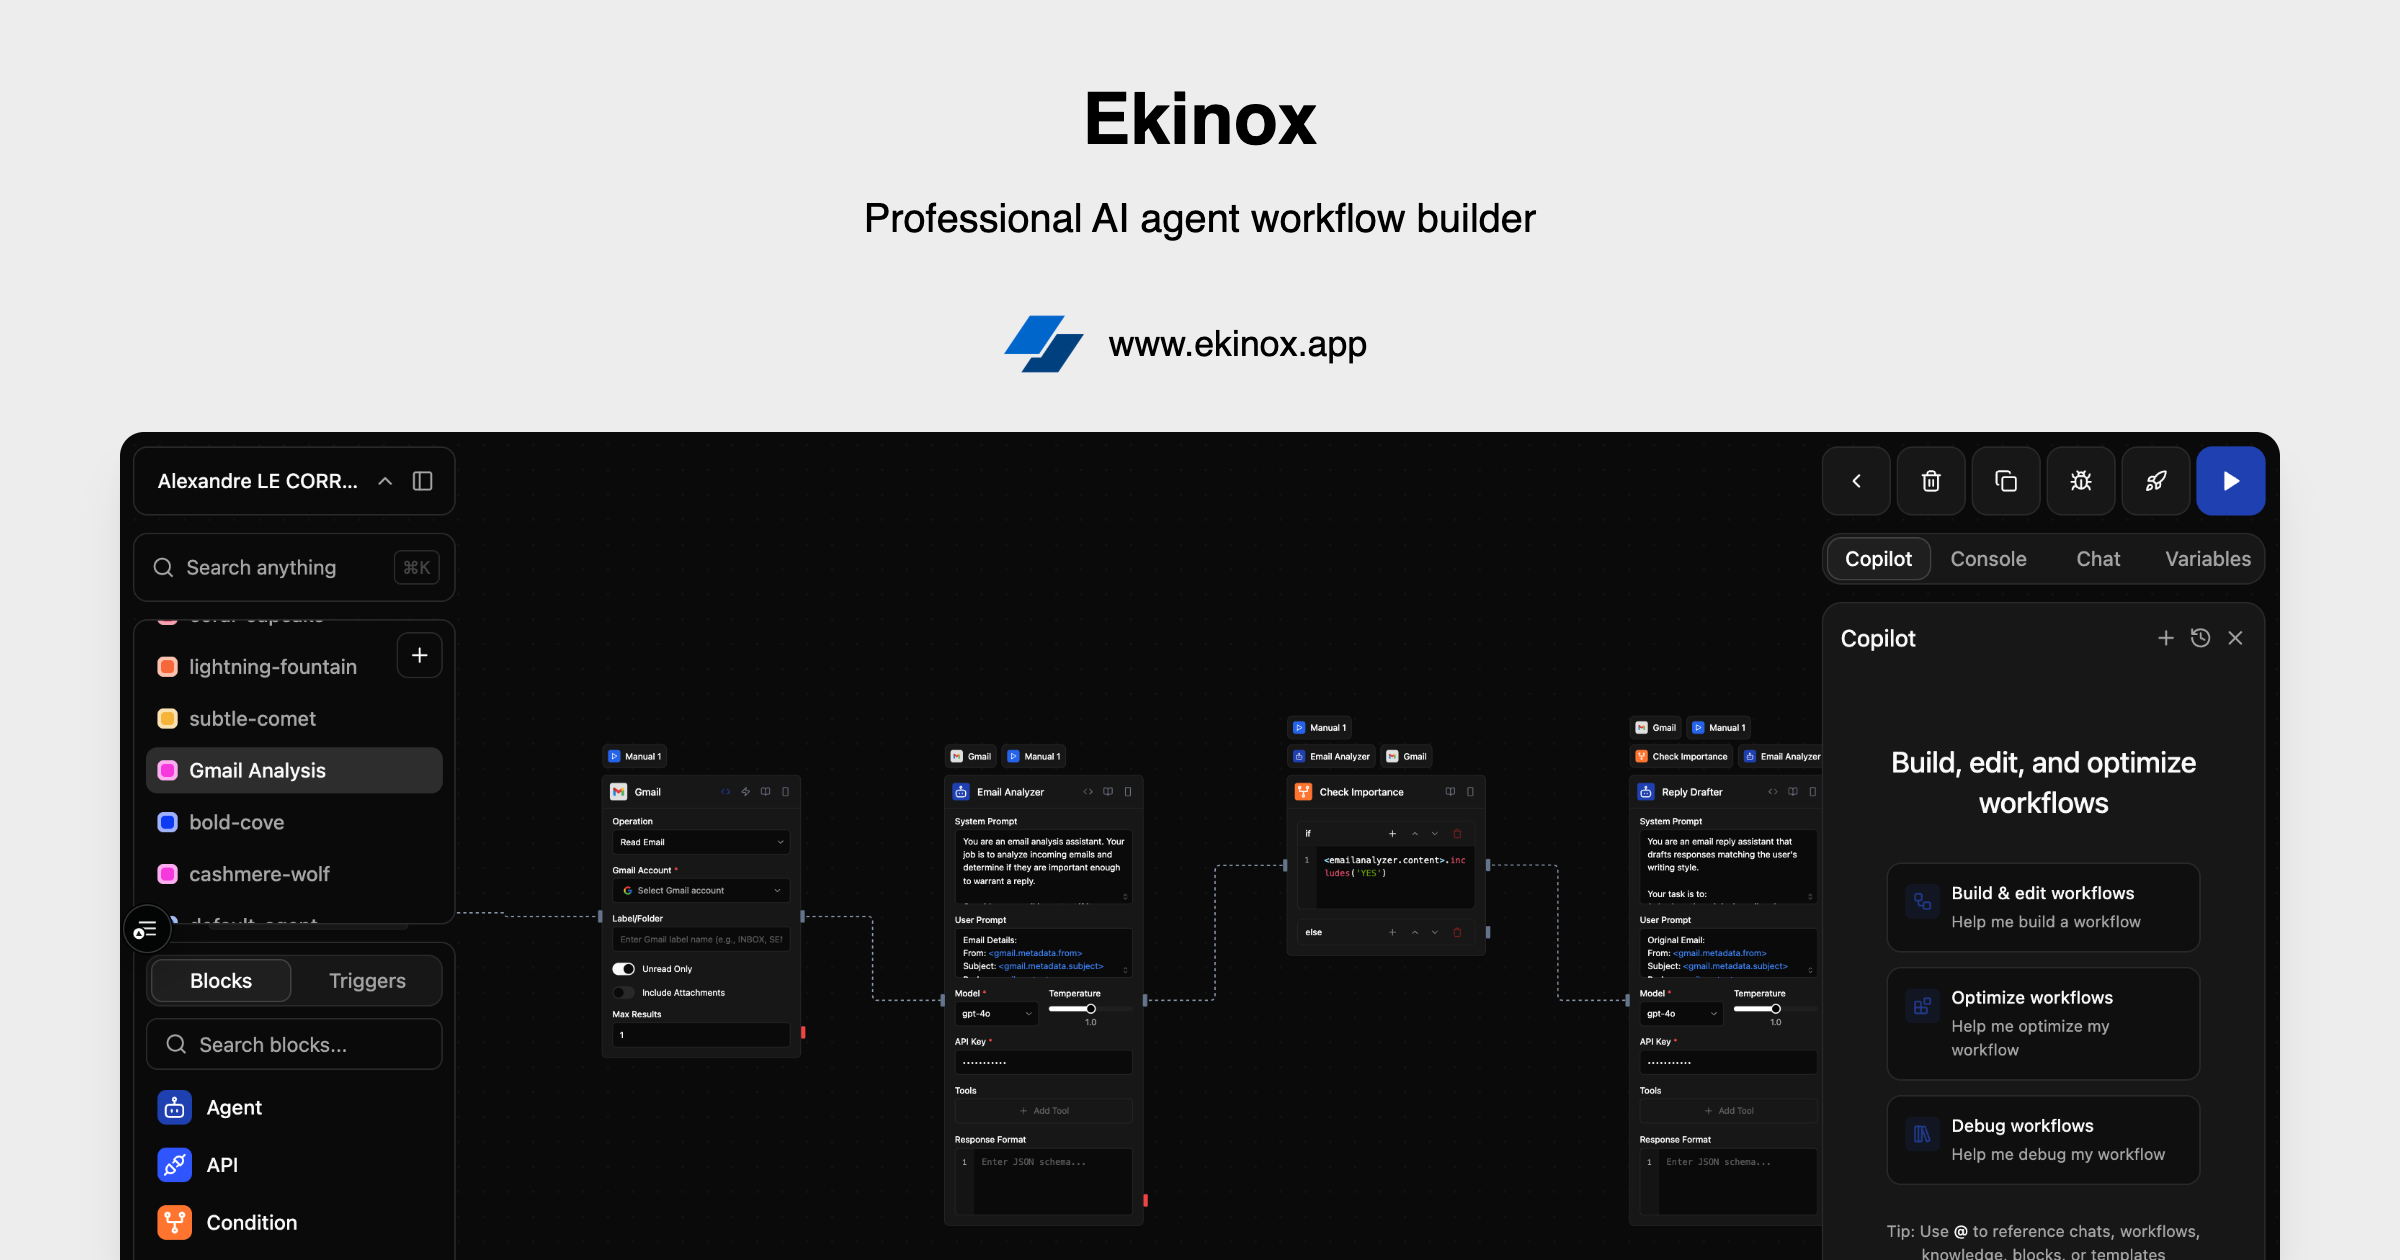 Ekinox
Professional AI agent workflow builder
www.ekinox.app
Alexandre LE CORR...
Search anything
⌘K
lightning-fountain
subtle-comet
Gmail Analysis
bold-cove
cashmere-wolf
default-agent
Blocks
Triggers
Search blocks...
Agent
API
Condition
Manual 1
Gmail
Operation
Read Email
Gmail Account *
Select Gmail account
Label/Folder
Enter Gmail label name (e.g., INBOX, SEN
Unread Only
Include Attachments
Max Results
1
Gmail
Manual 1
Email Analyzer
System Prompt
You are an email analysis assistant. Your
job is to analyze incoming emails and
determine if they are important enough
to warrant a reply.
User Prompt
Email Details:
From: <gmail.metadata.from>
Subject: <gmail.metadata.subject>
Model *
Temperature
gpt-4o
1.0
API Key *
Tools
+ Add Tool
Response Format
1
Enter JSON schema...
Manual 1
Email Analyzer
Gmail
Check Importance
if
1
<emailanalyzer.content>.inc
ludes('YES')
else
Gmail
Manual 1
Check Importance
Email Analyzer
Reply Drafter
System Prompt
You are an email reply assistant that
drafts responses matching the user's
writing style.
Your task is to:
User Prompt
Original Email:
From: <gmail.metadata.from>
Subject: <gmail.metadata.subject>
Model *
Temperature
gpt-4o
1.0
API Key *
Tools
+ Add Tool
Response Format
1
Enter JSON schema...
Copilot
Console
Chat
Variables
Copilot
Build, edit, and optimize
workflows
Build & edit workflows
Help me build a workflow
Optimize workflows
Help me optimize my
workflow
Debug workflows
Help me debug my workflow
Tip: Use @ to reference chats, workflows,
knowledge, blocks, or templates